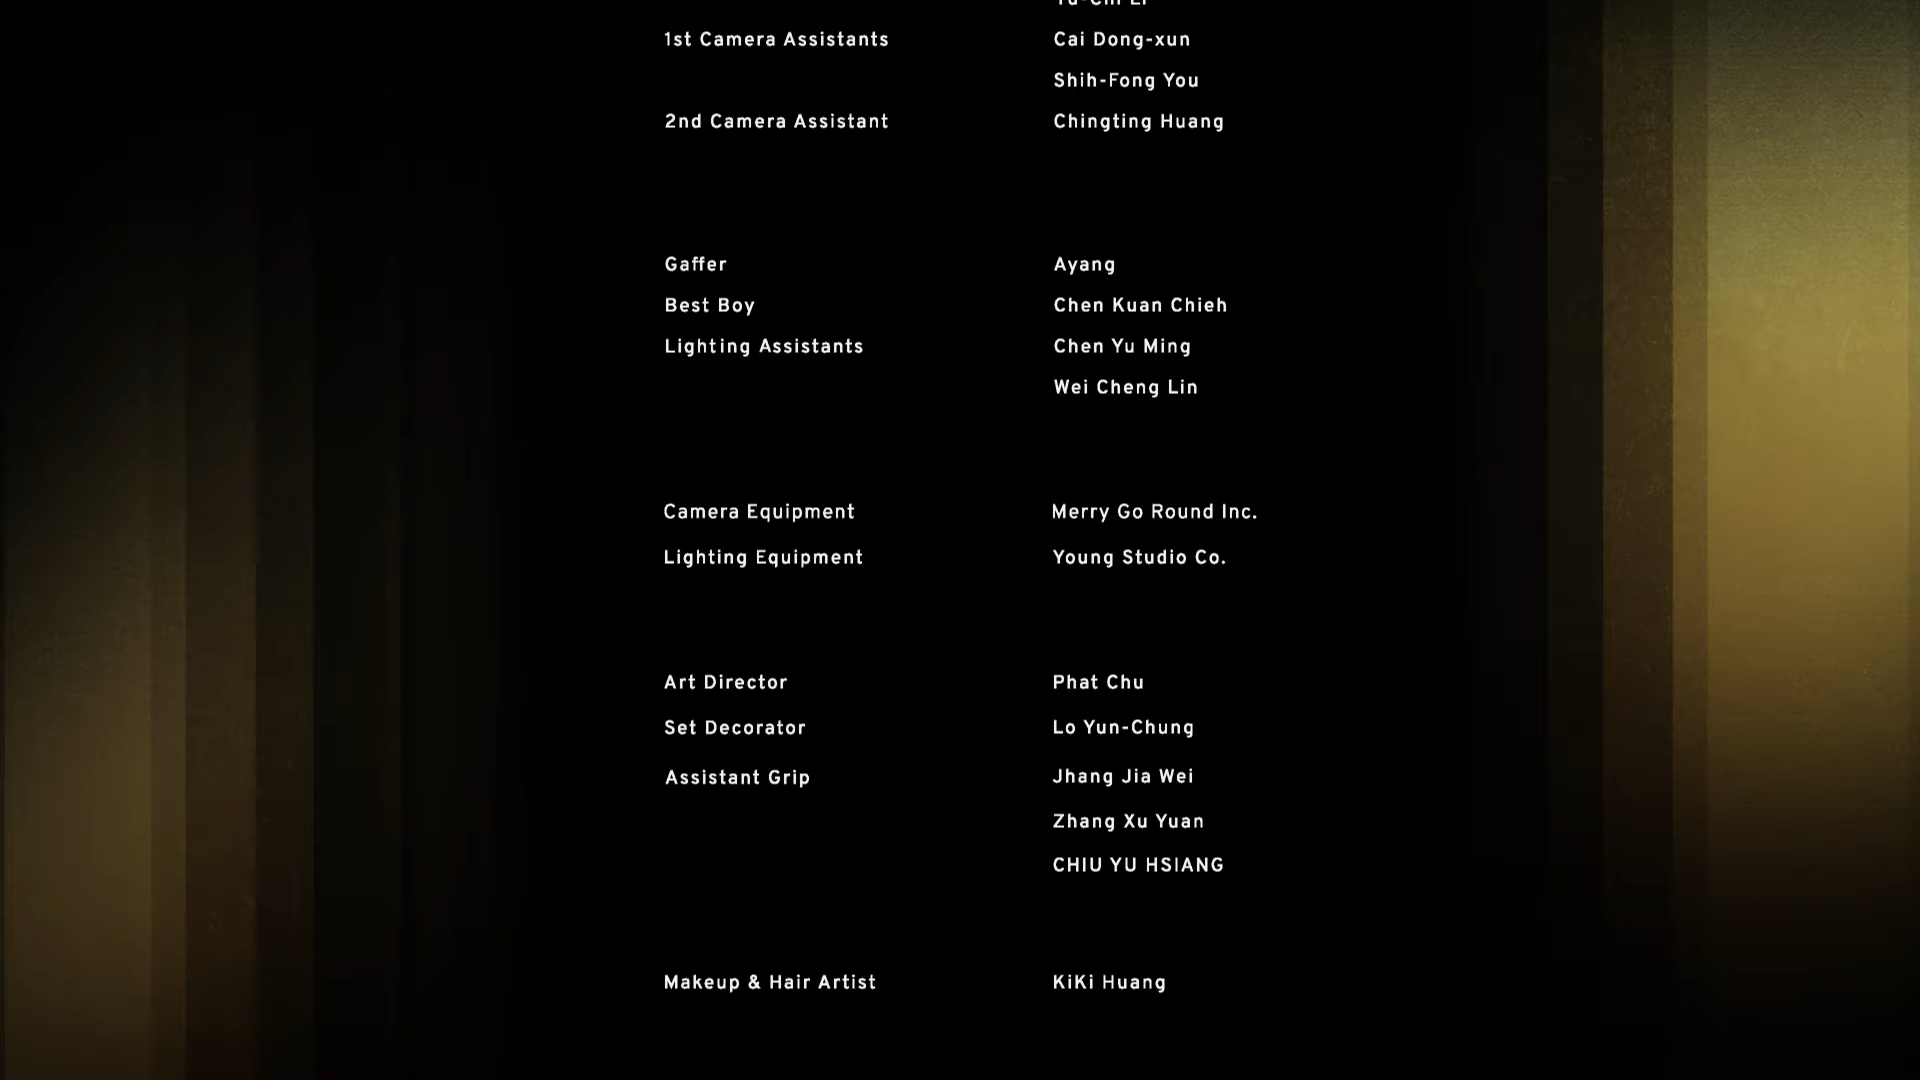 1st Camera Assistants Cai Dong-xun
Shih-Fong You
2nd Camera Assistant Chingting Huang
Gaffer Ayang
Best Boy Chen Kuan Chieh
Lighting Assistants Chen Yu Ming
Wei Cheng Lin
Camera Equipment Merry Go Round Inc.
Lighting Equipment Young Studio Co.
Art Director Phat Chu
Set Decorator Lo Yun-Chung
Assistant Grip Jhang Jia Wei
Zhang Xu Yuan
CHIU YU HSIANG
Makeup & Hair Artist KiKi Huang